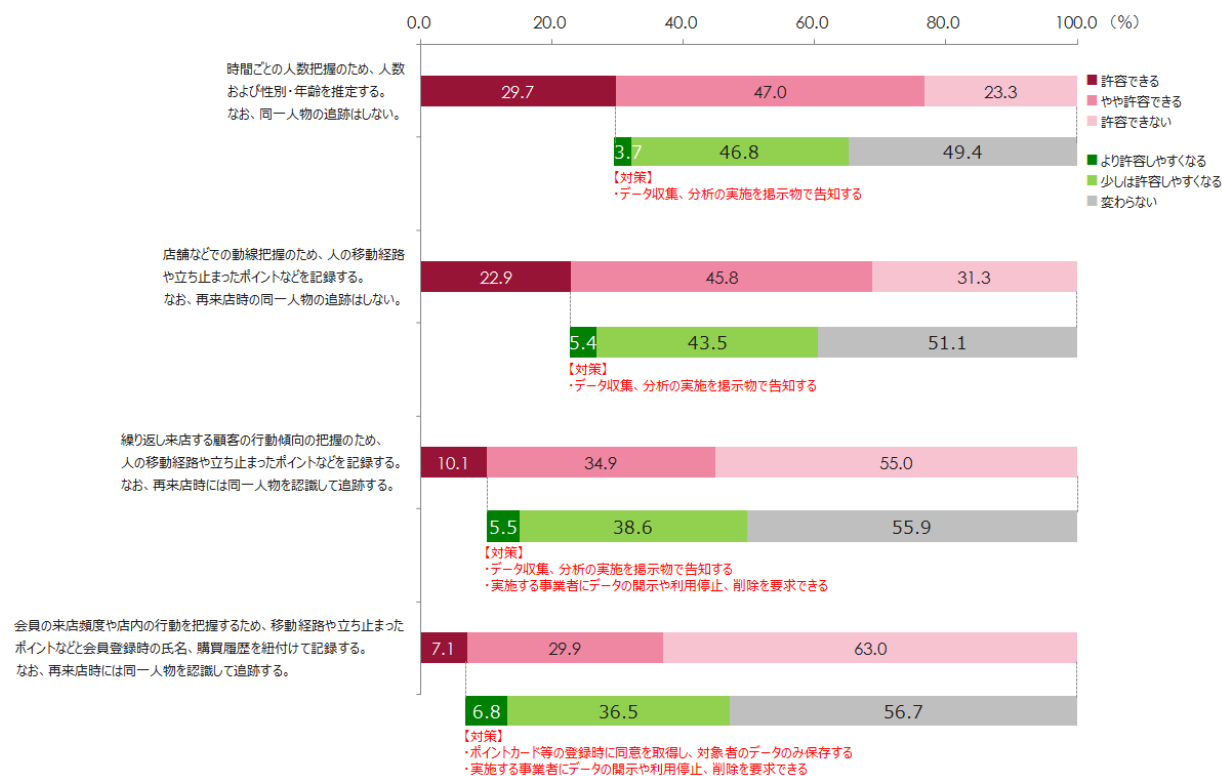 0.0 20.0 40.0 60.0 80.0 100.0 (%)
時間ごとの人数把握のため、人数
および性別・年齢を推定する。
なお、同一人物の追跡はしない。
29.7 47.0 23.3
3.7 46.8 49.4
【対策】
・データ収集、分析の実施を掲示物で告知する
許容できる
やや許容できる
許容できない
より許容しやすくなる
少しは許容しやすくなる
変わらない
店舗などでの動線把握のため、人の移動経路
や立ち止まったポイントなどを記録する。
なお、再来店時の同一人物の追跡はしない。
22.9 45.8 31.3
5.4 43.5 51.1
【対策】
・データ収集、分析の実施を掲示物で告知する
繰り返し来店する顧客の行動傾向の把握のため、
人の移動経路や立ち止まったポイントなどを記録する。
なお、再来店時には同一人物を認識して追跡する。
10.1 34.9 55.0
5.5 38.6 55.9
【対策】
・データ収集、分析の実施を掲示物で告知する
・実施する事業者にデータの開示や利用停止、削除を要求できる
会員の来店頻度や店内の行動を把握するため、移動経路や立ち止まった
ポイントなどと会員登録時の氏名、購買履歴を紐付けて記録する。
なお、再来店時には同一人物を認識して追跡する。
7.1 29.9 63.0
6.8 36.5 56.7
【対策】
・ポイントカード等の登録時に同意を取得し、対象者のデータのみ保存する
・実施する事業者にデータの開示や利用停止、削除を要求できる